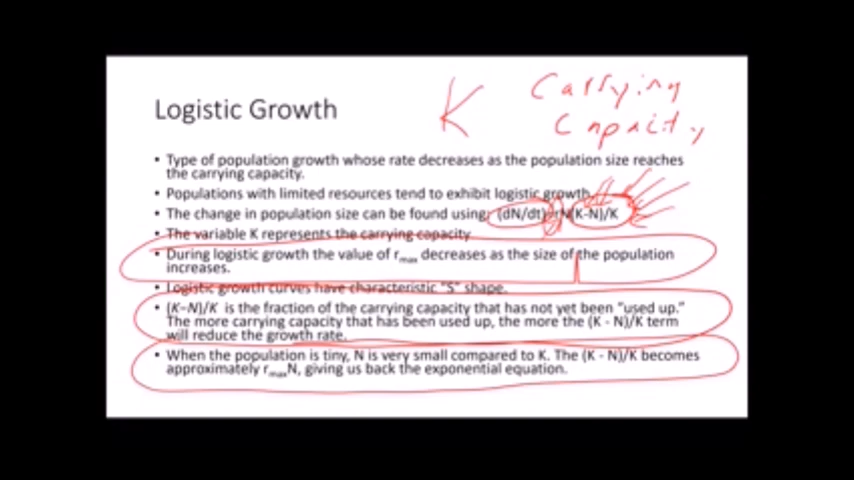 K Carrying
Capacity
Logistic Growth
• Type of population growth whose rate decreases as the population size reaches
the carrying capacity.
• Populations with limited resources tend to exhibit logistic growth
• The change in population size can be found using: (dN/dt) (K-N)/K
• The variable K represents the carrying capacity
• During logistic growth the value of rmax decreases as the size of the population
increases.
• Logistic growth curves have characteristic "S" shape.
• (K−N)/K is the fraction of the carrying capacity that has not yet been "used up."
The more carrying capacity that has been used up, the more the (K - N)/K term
will reduce the growth rate.
• When the population is tiny, N is very small compared to K. The (K - N)/K becomes
approximately rmaxN, giving us back the exponential equation.